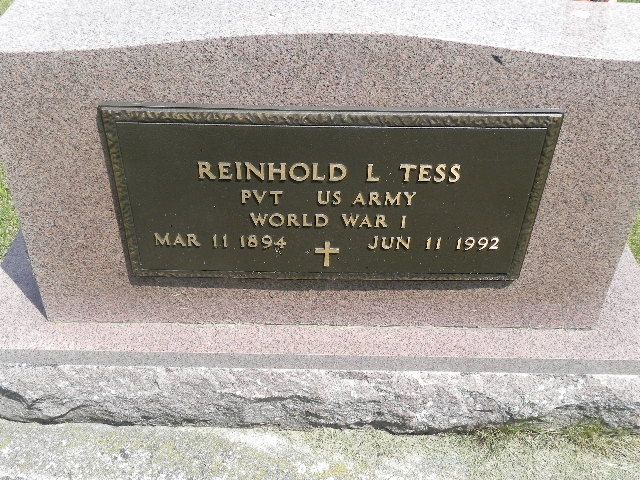 REINHOLD L TESS
PVT US ARMY
WORLD WAR I
MAR 11 1894 JUN 11 1992